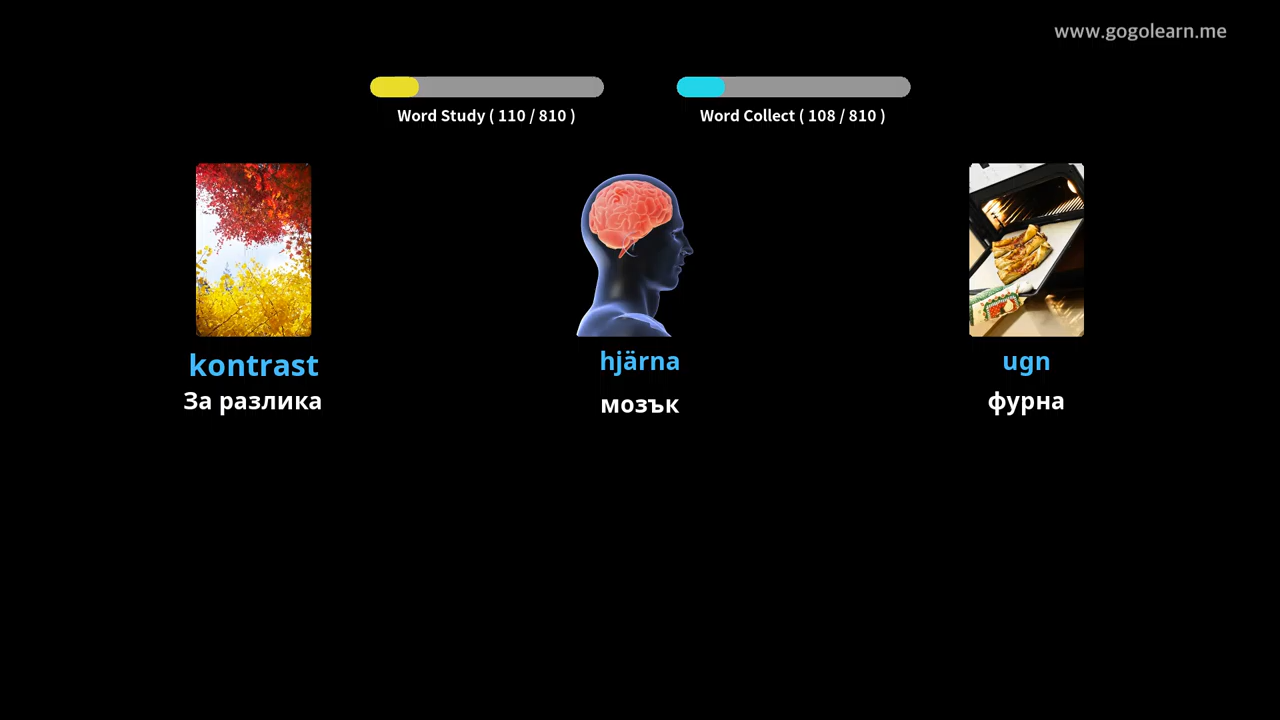 www.gogolearn.me
Word Study ( 110 / 810 )
Word Collect ( 108 / 810 )
kontrast
За разлика
hjärna
мозък
ugn
фурна